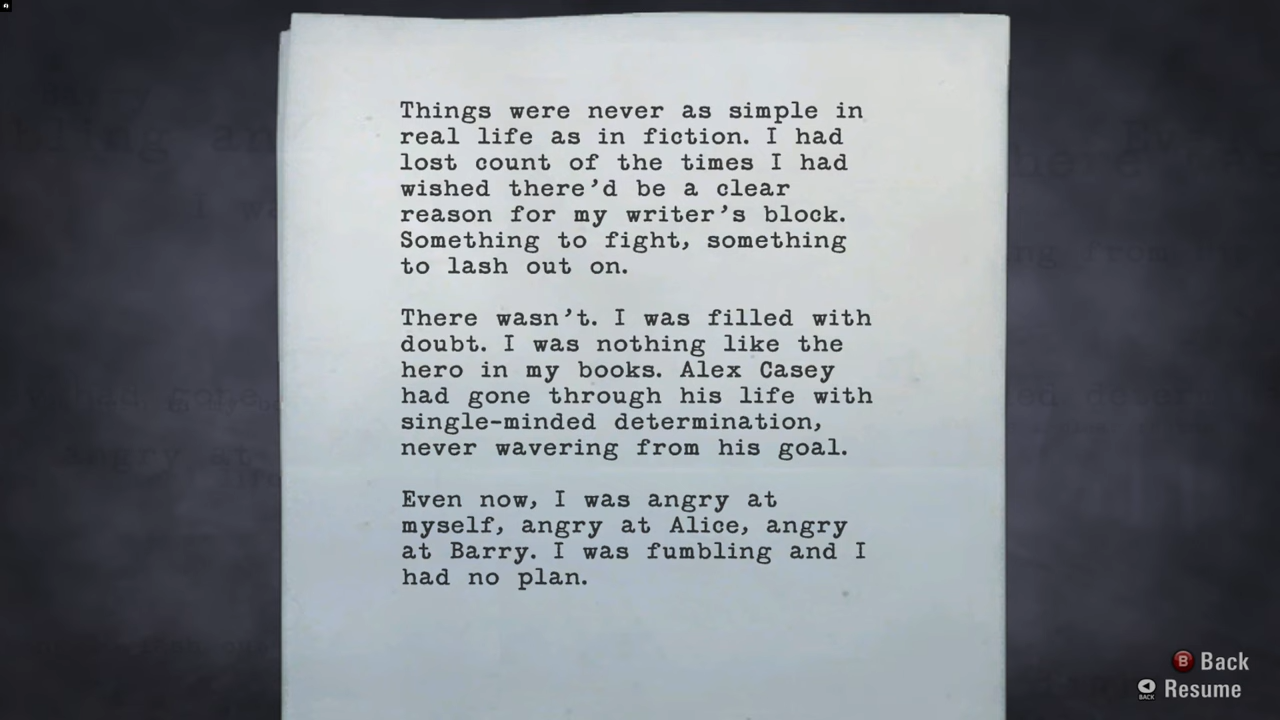 Things were never as simple in
real life as in fiction. I had
lost count of the times I had
wished there’d be a clear
reason for my writer’s block.
Something to fight, something
to lash out on.
There wasn’t. I was filled with
doubt. I was nothing like the
hero in my books. Alex Casey
had gone through his life with
single-minded determination,
never wavering from his goal.
Even now, I was angry at
myself, angry at Alice, angry
at Barry. I was fumbling and I
had no plan.
B Back
BACK Resume